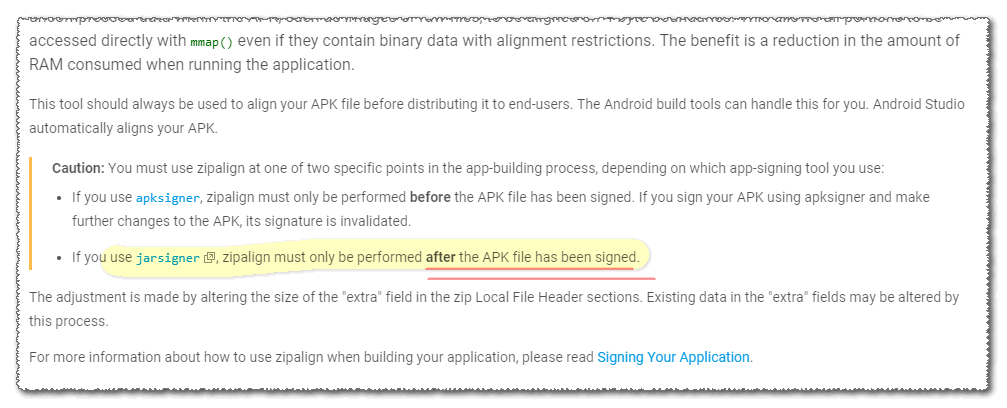 accessed directly with mmap() even if they contain binary data with alignment restrictions. The benefit is a reduction in the amount of
RAM consumed when running the application.
This tool should always be used to align your APK file before distributing it to end-users. The Android build tools can handle this for you. Android Studio
automatically aligns your APK.
Caution: You must use zipalign at one of two specific points in the app-building process, depending on which app-signing tool you use:
• If you use apksigner, zipalign must only be performed before the APK file has been signed. If you sign your APK using apksigner and make
further changes to the APK, its signature is invalidated.
• If you use jarsigner, zipalign must only be performed after the APK file has been signed.
The adjustment is made by altering the size of the "extra" field in the zip Local File Header sections. Existing data in the "extra" fields may be altered by
this process.
For more information about how to use zipalign when building your application, please read Signing Your Application.